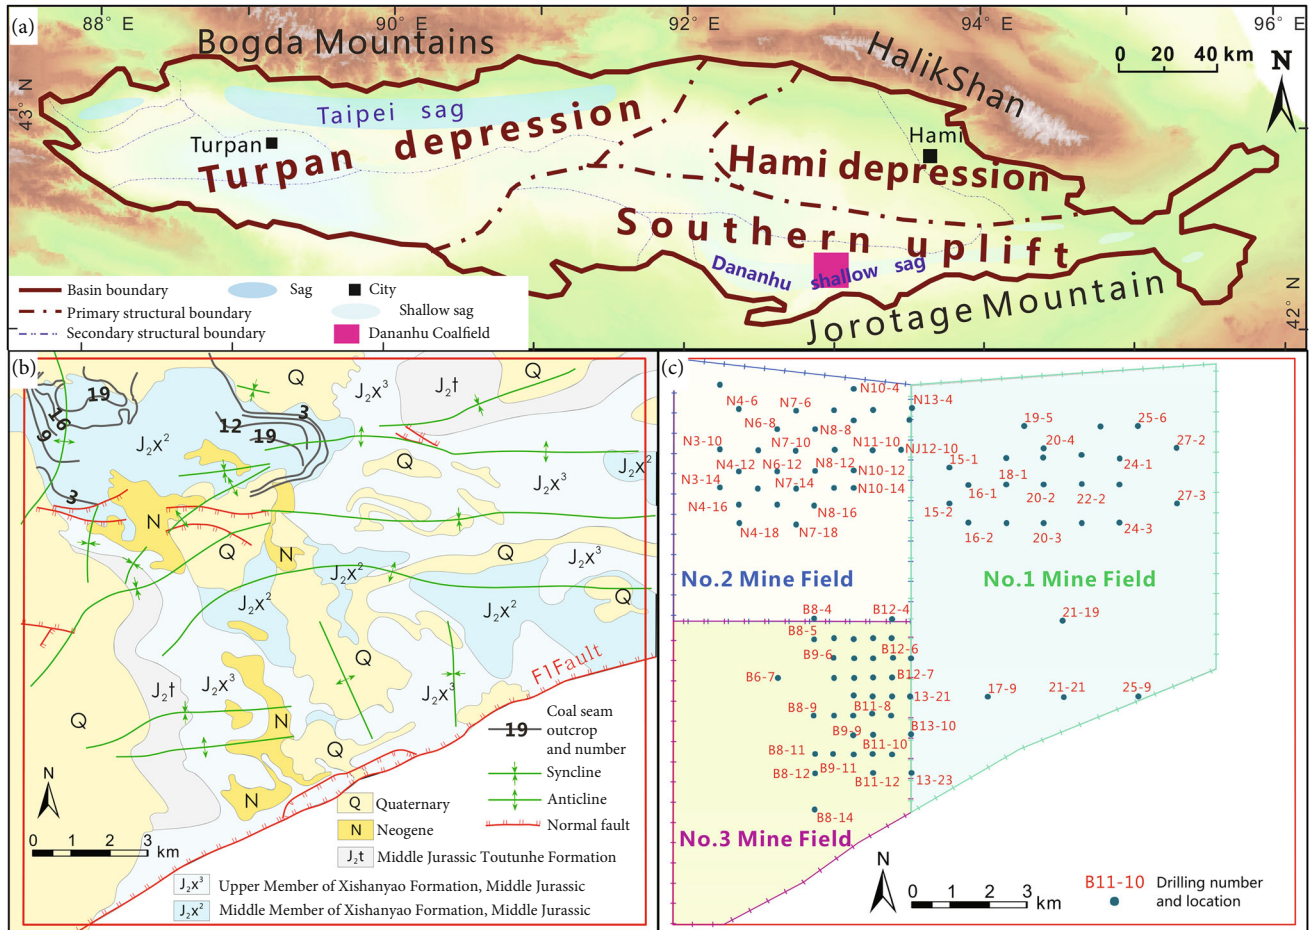 (a)
88° E
90° E
92° E
94° E
96° E
43° N
42° N
Bogda Mountains
HalikShan
0 20 40 km
N
Taipei sag
Turpan
Turpan depression
Hami
Hami depression
Southern uplift
Dananhu shallow sag
Jorotage Mountain
Basin boundary
Sag
City
Primary structural boundary
Shallow sag
Secondary structural boundary
Dananhu Coalfield
(b)
19
16
9
3
12
19
3
Q
J₂x³
J₂t
Q
J₂x²
Q
J₂x³
J₂x²
N
Q
N
Q
J₂x³
J₂x²
J₂x²
J₂x²
Q
Q
J₂t
J₂x³
J₂x³
F1Fault
Q
N
Q
N
N
0 1 2 3
km
19
Coal seam
outcrop
and number
Syncline
Anticline
Normal fault
Q Quaternary
N Neogene
J₂t Middle Jurassic Toutunhe Formation
J₂x³ Upper Member of Xishanyao Formation, Middle Jurassic
J₂x² Middle Member of Xishanyao Formation, Middle Jurassic
(c)
N10-4
N4-6
N7-6
N13-4
N6-8
N8-8
N3-10
N7-10
N11-10
NJ12-10
N4-12
N6-12
N8-12
N10-12
N3-14
N7-14
N10-14
N4-16
N8-16
N4-18
N7-18
19-5
25-6
20-4
27-2
15-1
18-1
24-1
16-1
20-2
22-2
27-3
15-2
16-2
20-3
24-3
No.2 Mine Field
No.1 Mine Field
B8-4
B12-4
21-19
B8-5
B9-6
B12-6
B6-7
B12-7
13-21
17-9
21-21
25-9
B8-9
B11-8
B9-9
B13-10
B8-11
B11-10
B8-12
B9-11
B11-12
13-23
B8-14
No.3 Mine Field
N
0 1 2 3
km
B11-10
Drilling number
and location